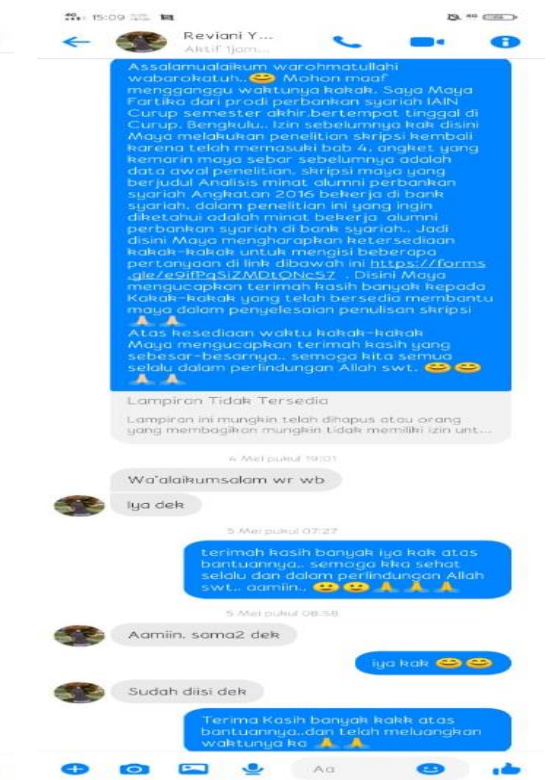 15:09
Reviani Y...
Aktif 1jam...
Assalamualaikum warohmatullahi
wabarokatuh..😊 Mohon maaf
mengganggu waktunya kakak. Saya Maya
Fartika dari prodi perbankan syariah IAIN
Curup semester akhir,bertempat tinggal di
Curup, Bengkulu.. Izin sebelumnya kak disini
Maya melakukan penelitian skripsi kembali
karena telah memasuki bab 4, angket yang
kemarin maya sebar sebelumnya adalah
data awal penelitian, skripsi maya yang
berjudul Analisis minat alumni perbankan
syariah Angkatan 2016 bekerja di bank
syariah, dalam penelitian ini yang ingin
diketahui adalah minat bekerja alumni
perbankan syariah di bank syariah.. Jadi
disini Maya mengharapkan ketersediaan
kakak-kakak untuk mengisi beberapa
pertanyaan di link dibawah ini https://forms
.gle/e9ifPqSiZMDtQNc57 . Disini Maya
mengucapkan terimah kasih banyak kepada
Kakak-kakak yang telah bersedia membantu
maya dalam penyelesaian penulisan skripsi
🙏🙏
Atas kesediaan waktu kakak-kakak
Maya mengucapkan terimah kasih yang
sebesar-besarnya.. semoga kita semua
selalu dalam perlindungan Allah swt. 😊😊
🙏🙏
Lampiran Tidak Tersedia
Lampiran ini mungkin telah dihapus atau orang
yang membagikan mungkin tidak memiliki izin unt...
4 Mei pukul 19:01
Wa'alaikumsalam wr wb
iya dek
5 Mei pukul 07:27
terimah kasih banyak iya kak atas
bantuannya.. semoga kka sehat
selalu dan dalam perlindungan Allah
swt.. aamiin., 🙂🙂🙏🙏🙏
5 Mei pukul 08:58
Aamiin, sama2 dek
iya kak 😊😊
Sudah diisi dek
Terima Kasih banyak kakk atas
bantuannya..dan telah meluangkan
waktunya ka 🙏🙏
Aa